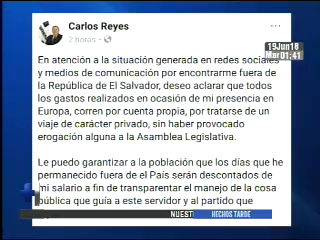 Carlos Reyes
2 horas
19Jun18
Mar01:41
En atención a la situación generada en redes sociales
y medios de comunicación por encontrarme fuera de
la República de El Salvador, deseo aclarar que todos
los gastos realizados en ocasión de mi presencia en
Europa, corren por cuenta propia, por tratarse de un
viaje de carácter privado, sin haber provocado
erogación alguna a la Asamblea Legislativa.
Le puedo garantizar a la población que los días que he
permanecido fuera de el País serán descontados de
mi salario a fin de transparentar el manejo de la cosa
pública que guía a este servidor y al partido que
NUEST
HECHOS TARDE